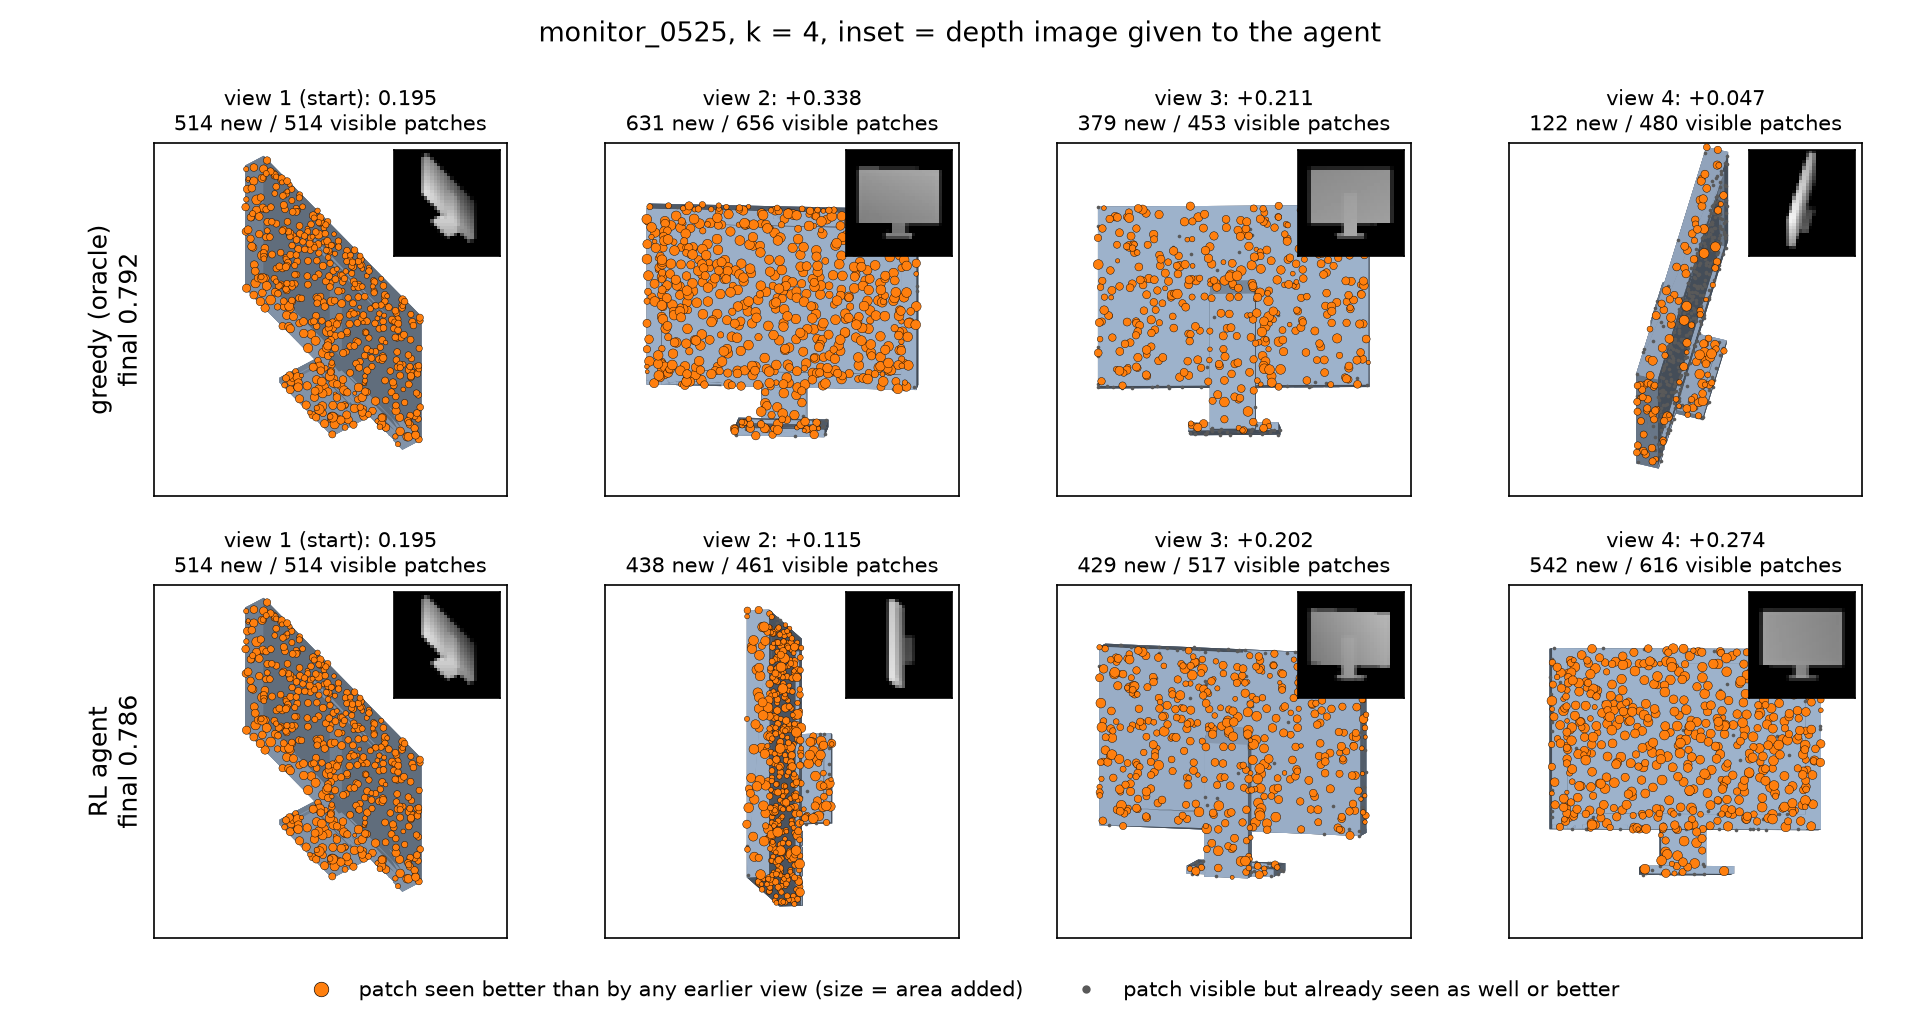 monitor_0525, k = 4, inset = depth image given to the agent
greedy (oracle)
final 0.792
view 1 (start): 0.195
514 new / 514 visible patches
view 2: +0.338
631 new / 656 visible patches
view 3: +0.211
379 new / 453 visible patches
view 4: +0.047
122 new / 480 visible patches
RL agent
final 0.786
view 1 (start): 0.195
514 new / 514 visible patches
view 2: +0.115
438 new / 461 visible patches
view 3: +0.202
429 new / 517 visible patches
view 4: +0.274
542 new / 616 visible patches
patch seen better than by any earlier view (size = area added)
patch visible but already seen as well or better